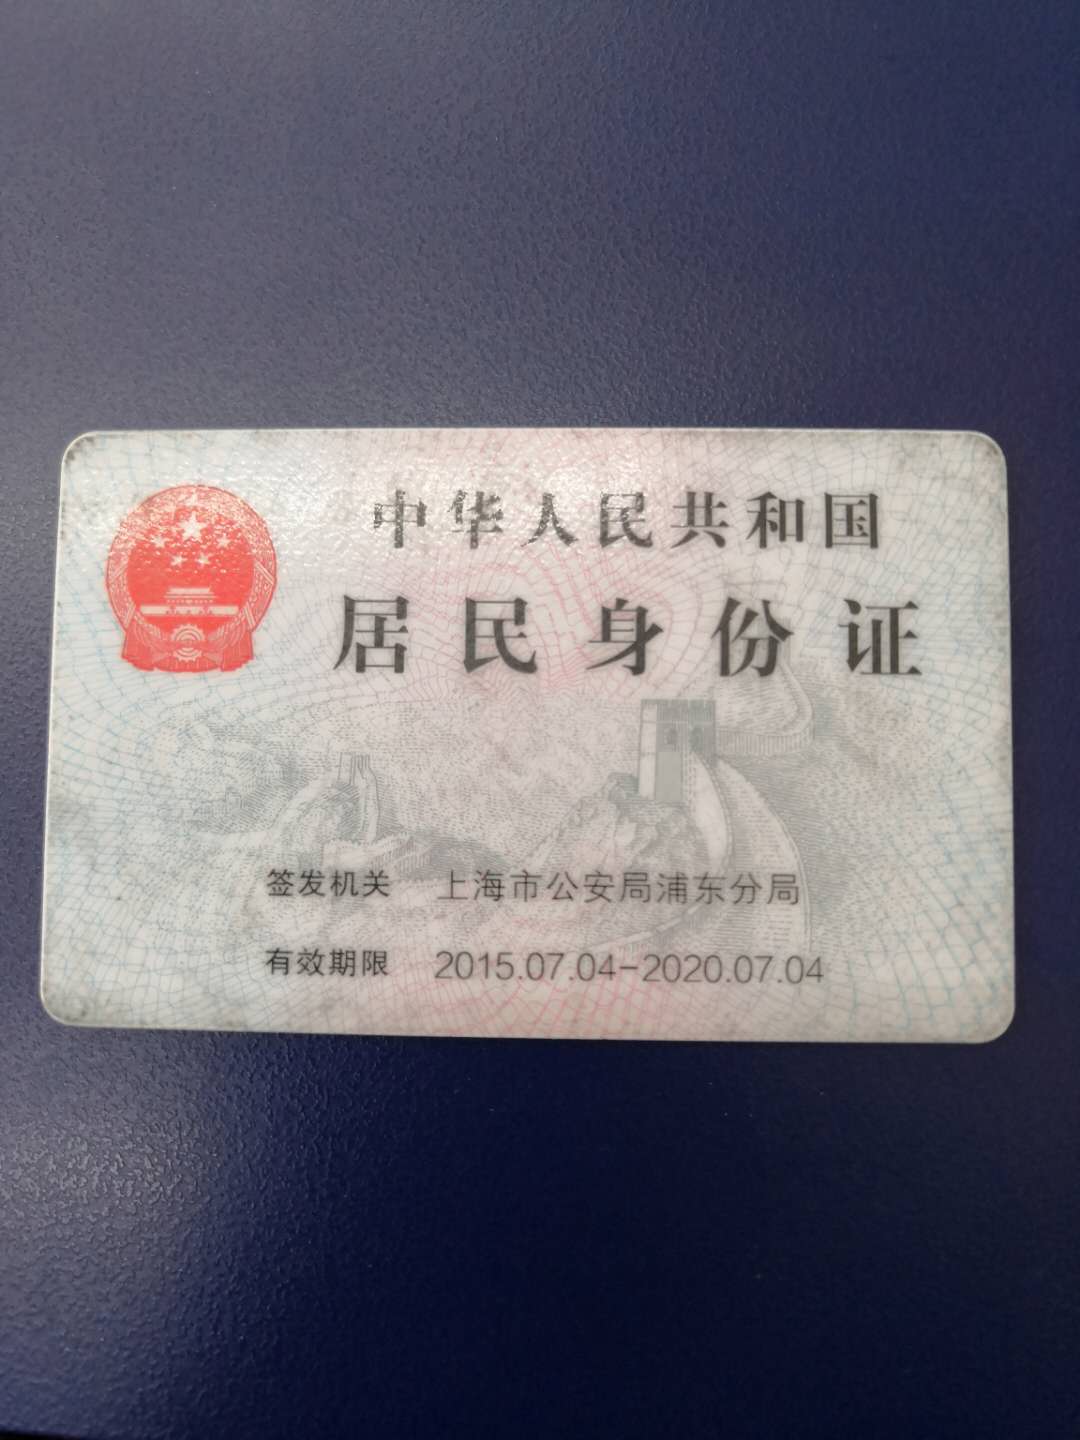 中华人民共和国
居民身份证
签发机关 上海市公安局浦东分局
有效期限 2015.07.04-2020.07.04